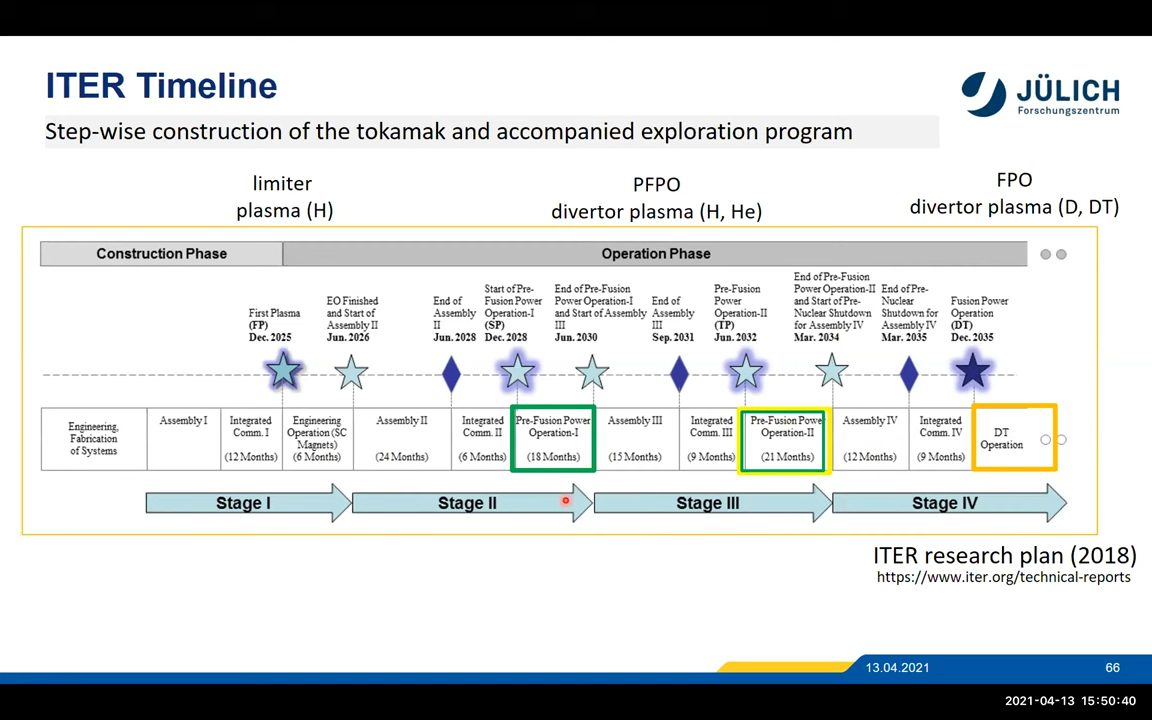 ITER Timeline
JÜLICH
Forschungszentrum
Step-wise construction of the tokamak and accompanied exploration program
limiter
plasma (H)
PFPO
divertor plasma (H, He)
FPO
divertor plasma (D, DT)
Construction Phase
Operation Phase
First Plasma
(FP)
Dec. 2025
EO Finished
and Start of
Assembly II
Jun. 2026
End of
Assembly
II
Jun. 2028
Start of Pre-
Fusion Power
Operation-I
(SP)
Dec. 2028
End of Pre-Fusion
Power Operation-I
and Start of Assembly
III
Jun. 2030
End of
Assembly
III
Sep. 2031
Pre-Fusion
Power
Operation-II
(TP)
Jun. 2032
End of Pre-Fusion
Power Operation-II
and Start of Pre-
Nuclear Shutdown
for Assembly IV
Mar. 2034
End of Pre-
Nuclear
Shutdown for
Assembly IV
Mar. 2035
Fusion Power
Operation
(DT)
Dec. 2035
Engineering,
Fabrication
of Systems
Assembly I
Integrated
Comm. I
(12 Months)
Engineering
Operation (SC
Magnets)
(6 Months)
Assembly II
(24 Months)
Integrated
Comm. II
(6 Months)
Pre-Fusion Power
Operation-I
(18 Months)
Assembly III
(15 Months)
Integrated
Comm. III
(9 Months)
Pre-Fusion Powe
Operation-II
(21 Months)
Assembly IV
(12 Months)
Integrated
Comm. IV
(9 Months)
DT
Operation
Stage I
Stage II
Stage III
Stage IV
ITER research plan (2018)
https://www.iter.org/technical-reports
13.04.2021
66
2021-04-13 15:50:40